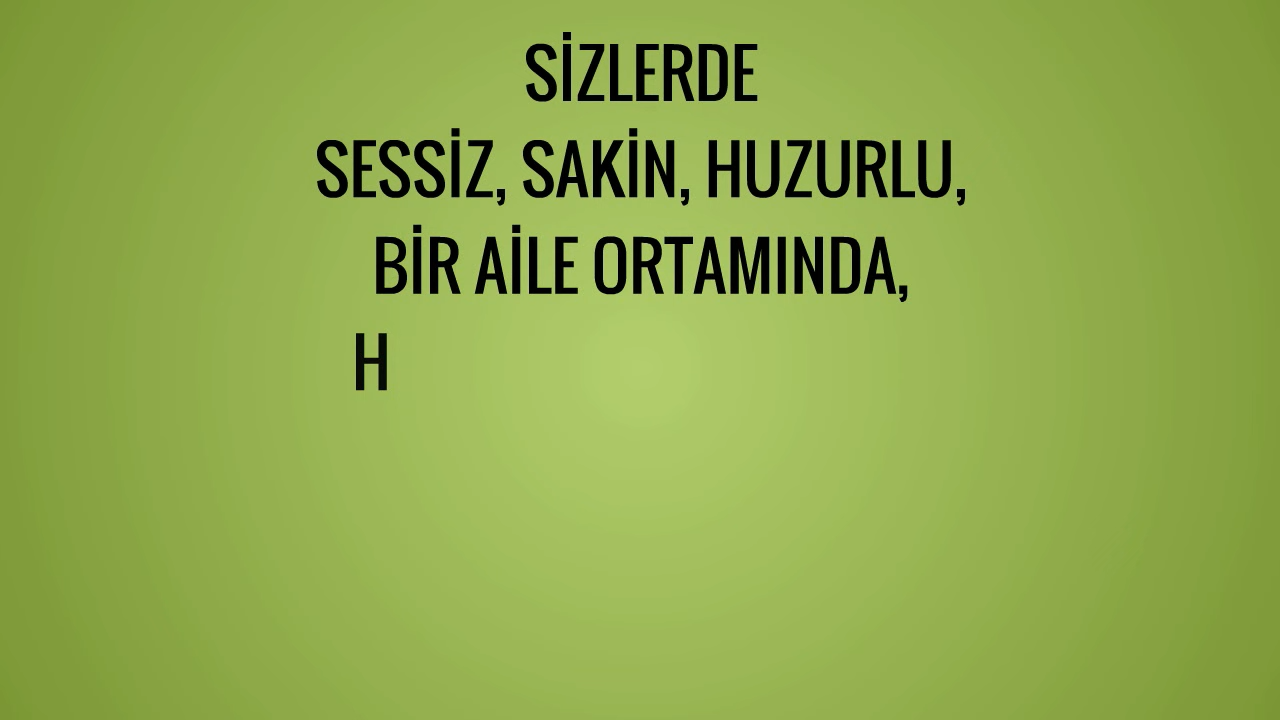 SİZLERDE
SESSİZ, SAKİN, HUZURLU,
BİR AİLE ORTAMINDA,
H